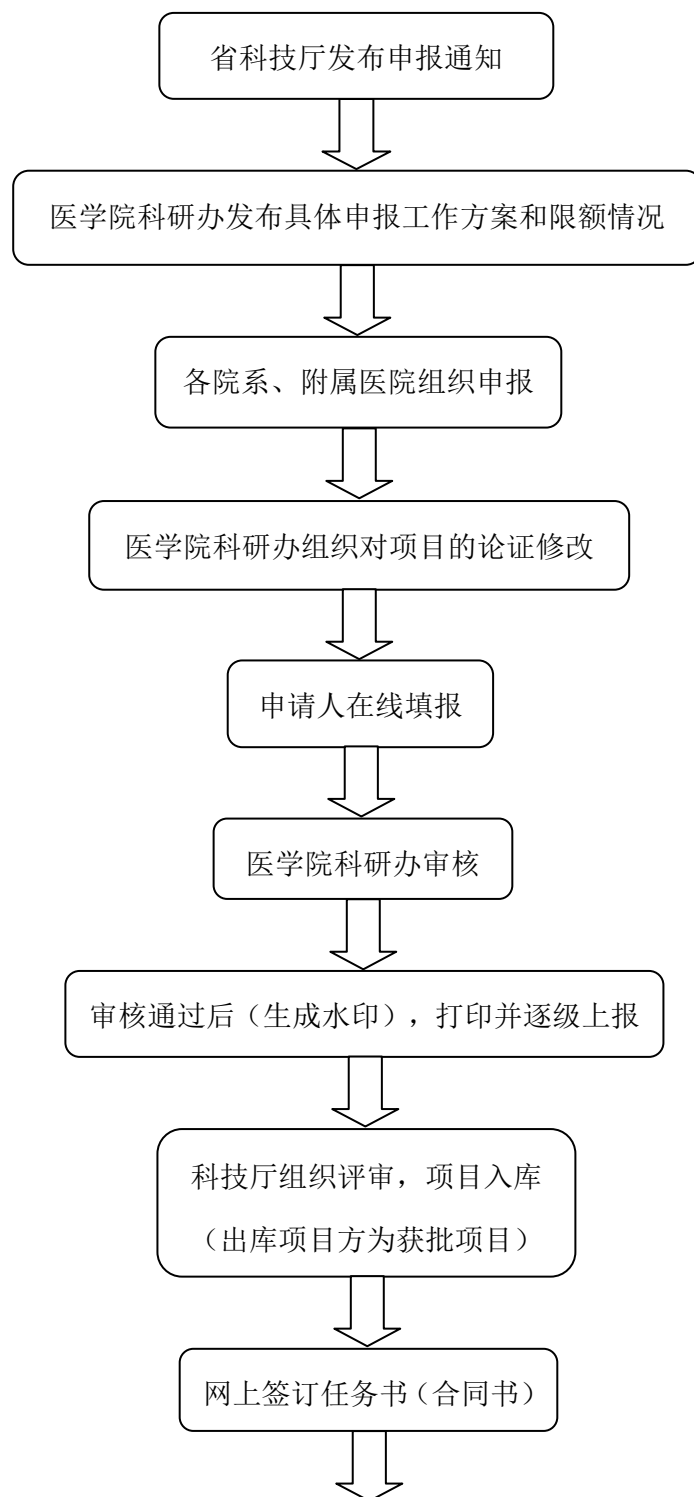 省科技厅发布申报通知
医学院科研办发布具体申报工作方案和限额情况
各院系、附属医院组织申报
医学院科研办组织对项目的论证修改
申请人在线填报
医学院科研办审核
审核通过后（生成水印），打印并逐级上报
科技厅组织评审，项目入库
（出库项目方为获批项目）
网上签订任务书（合同书）